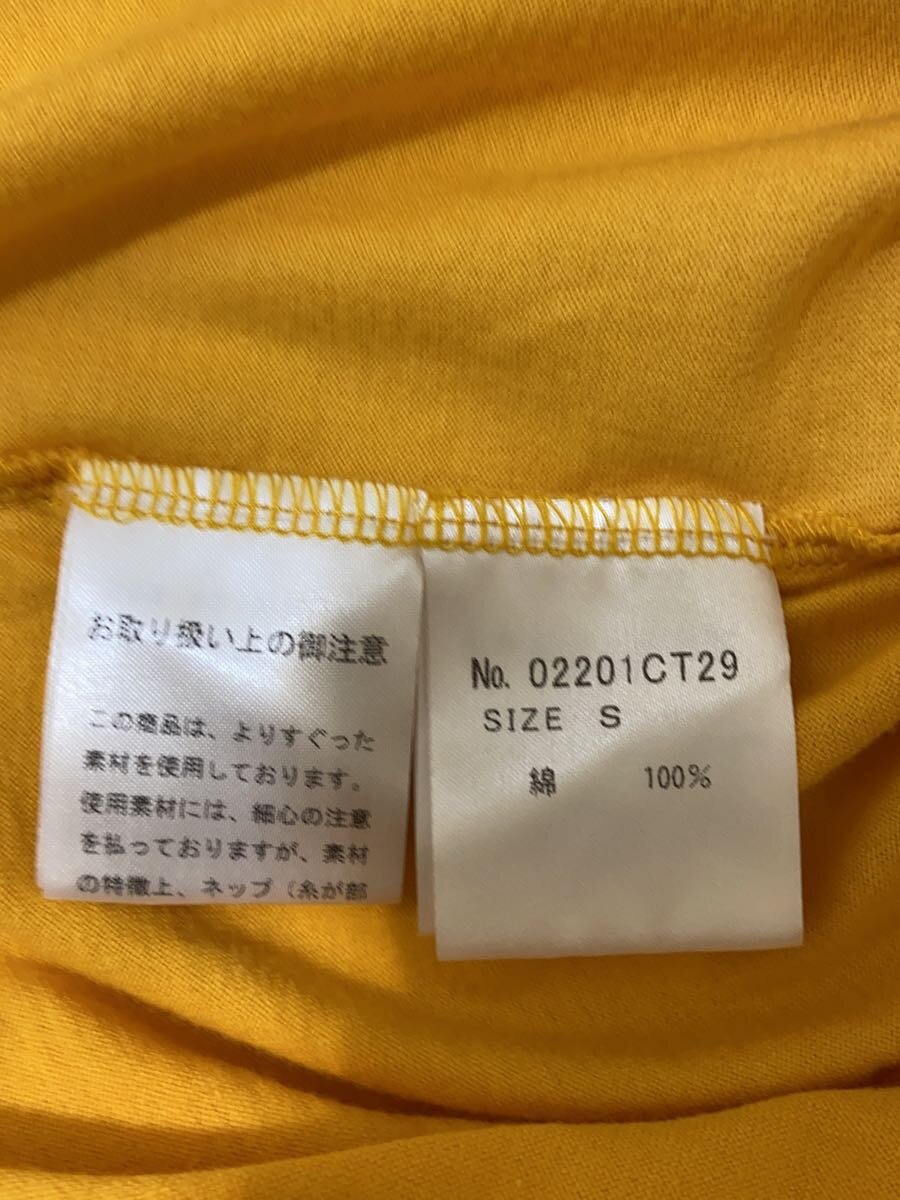 お取り扱い上の御注意
この商品は、よりすぐった
素材を使用しております。
使用素材には、細心の注意
を払っておりますが、素材
の特徴上、ネップ（糸が部
No. 02201CT29
SIZE S
綿 100%